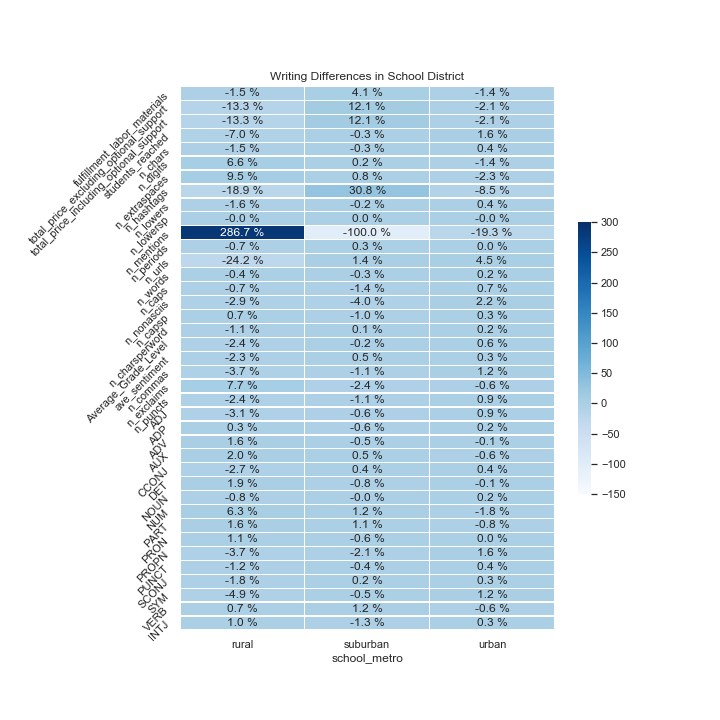 Writing Differences in School District
fulfillment_labor_materials -1.5 % 4.1 % -1.4 %
total_price_excluding_optional_support -13.3 % 12.1 % -2.1 %
total_price_including_optional_support -13.3 % 12.1 % -2.1 %
students_reached -7.0 % -0.3 % 1.6 %
n_chars -1.5 % -0.3 % 0.4 %
n_digits 6.6 % 0.2 % -1.4 %
n_extraspaces 9.5 % 0.8 % -2.3 %
n_hashtags -18.9 % 30.8 % -8.5 %
n_lowers -1.6 % -0.2 % 0.4 %
n_lowersp -0.0 % 0.0 % -0.0 %
n_mentions 286.7 % -100.0 % -19.3 %
n_periods -0.7 % 0.3 % 0.0 %
n_urls -24.2 % 1.4 % 4.5 %
n_words -0.4 % -0.3 % 0.2 %
n_caps -0.7 % -1.4 % 0.7 %
n_nonasciis -2.9 % -4.0 % 2.2 %
n_capsp 0.7 % -1.0 % 0.3 %
n_charsperword -1.1 % 0.1 % 0.2 %
Average_Grade_Level -2.4 % -0.2 % 0.6 %
ave_sentiment -2.3 % 0.5 % 0.3 %
n_commas -3.7 % -1.1 % 1.2 %
n_exclaims 7.7 % -2.4 % -0.6 %
n_puncts -2.4 % -1.1 % 0.9 %
ADJ -3.1 % -0.6 % 0.9 %
ADP 0.3 % -0.6 % 0.2 %
ADV 1.6 % -0.5 % -0.1 %
AUX 2.0 % 0.5 % -0.6 %
CCONJ -2.7 % 0.4 % 0.4 %
DET 1.9 % -0.8 % -0.1 %
NOUN -0.8 % -0.0 % 0.2 %
NUM 6.3 % 1.2 % -1.8 %
PART 1.6 % 1.1 % -0.8 %
PRON 1.1 % -0.6 % 0.0 %
PROPN -3.7 % -2.1 % 1.6 %
PUNCT -1.2 % -0.4 % 0.4 %
SCONJ -1.8 % 0.2 % 0.3 %
SYM -4.9 % -0.5 % 1.2 %
VERB 0.7 % 1.2 % -0.6 %
INTJ 1.0 % -1.3 % 0.3 %
rural suburban urban
school_metro
300
250
200
150
100
50
0
−50
−100
−150